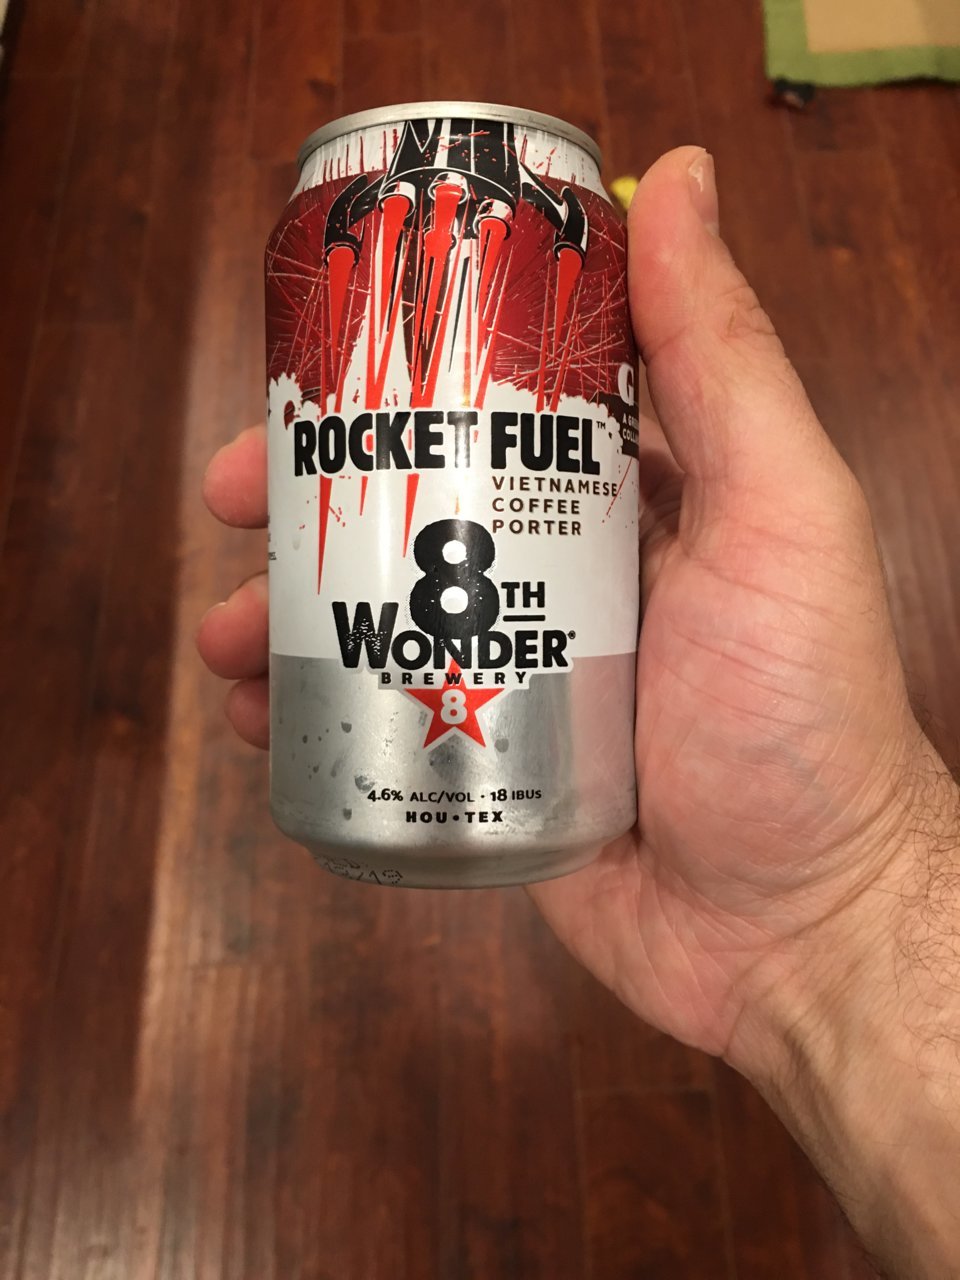 ROCKET FUEL™
VIETNAMESE
COFFEE
PORTER
8TH
WONDER®
BREWERY
8
4.6% ALC/VOL · 18 IBUS
HOU • TEX
G